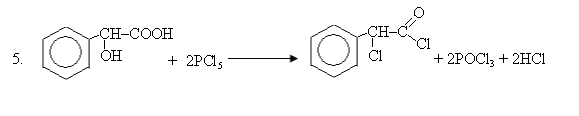 O
CH–COOH CH–C
OH Cl Cl
5. + 2PCl₅ + 2POCl₃ + 2HCl